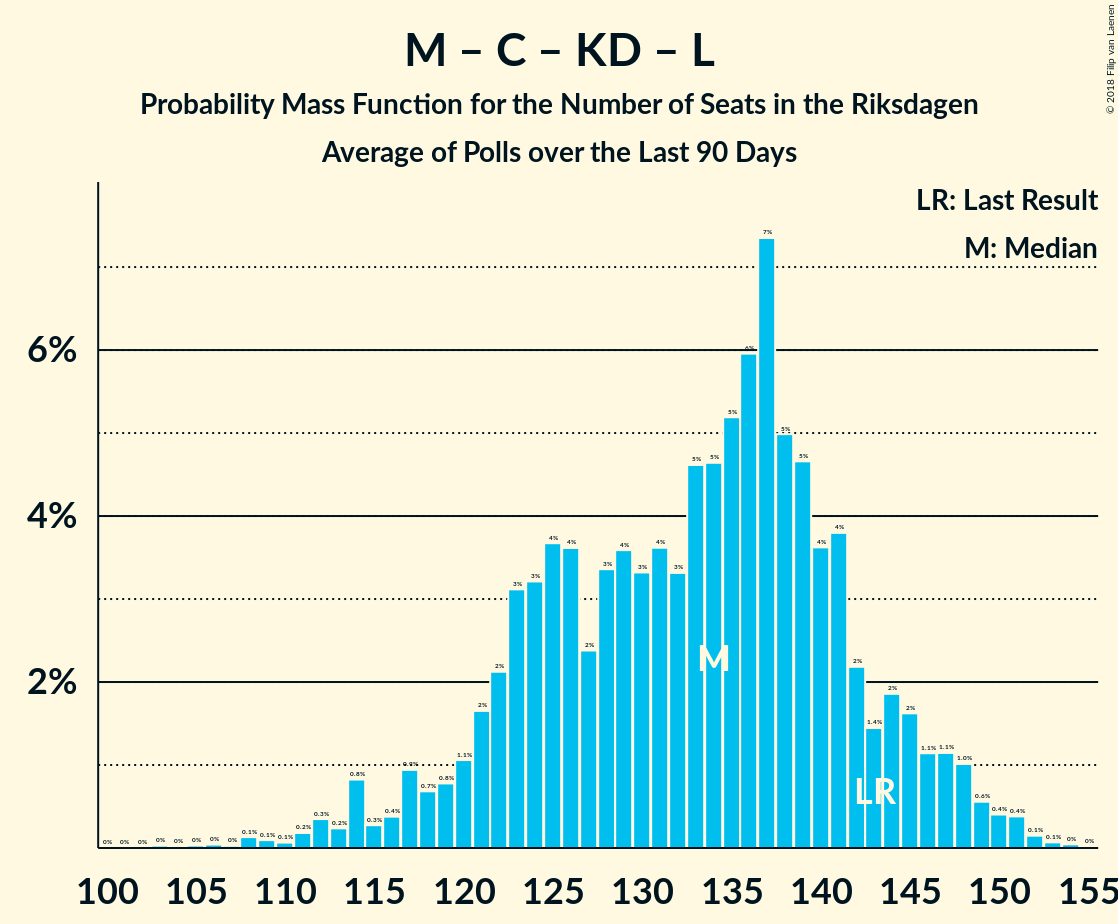 M – C – KD – L
Probability Mass Function for the Number of Seats in the Riksdagen
Average of Polls over the Last 90 Days
© 2018 Filip van Laenen
LR: Last Result
M: Median
6%
4%
2%
0% 0% 0% 0% 0% 0% 0% 0% 0.1% 0.1% 0.1% 0.2% 0.3% 0.2% 0.8% 0.3% 0.4% 0.9% 0.7% 0.8% 1.1% 2% 2% 3% 3% 4% 4% 2% 3% 4% 3% 4% 3% 5% 5% 5% 6% 7% 5% 5% 4% 4% 2% 1.4% 2% 2% 1.1% 1.1% 1.0% 0.6% 0.4% 0.4% 0.1% 0.1% 0% 0%
M
LR
100 105 110 115 120 125 130 135 140 145 150 155